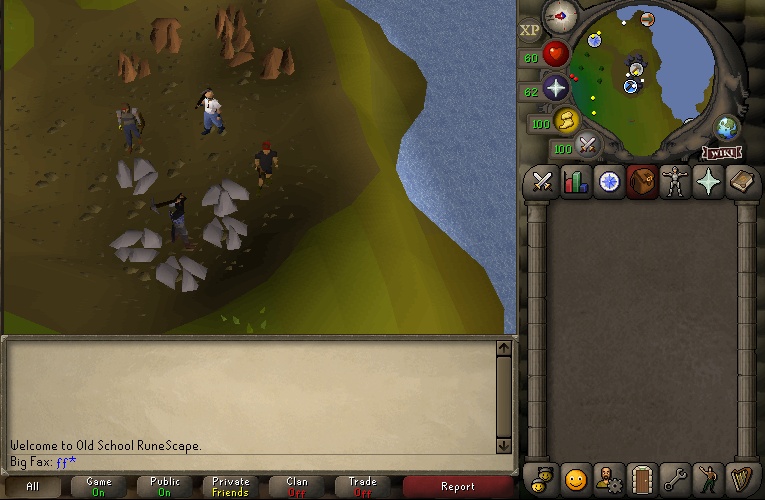 XP
60
62
100
100
WIKI
Welcome to Old School RuneScape.
Big Fax: ff*
All
Game
On
Public
On
Private
Friends
Clan
Off
Trade
Off
Report